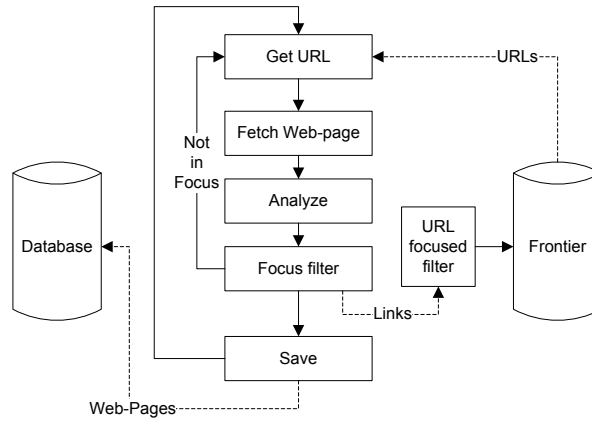 Get URL
URLs
Fetch Web-page
Not
in
Focus
Analyze
Database
URL
focused
filter
Frontier
Focus filter
Links
Save
Web-Pages